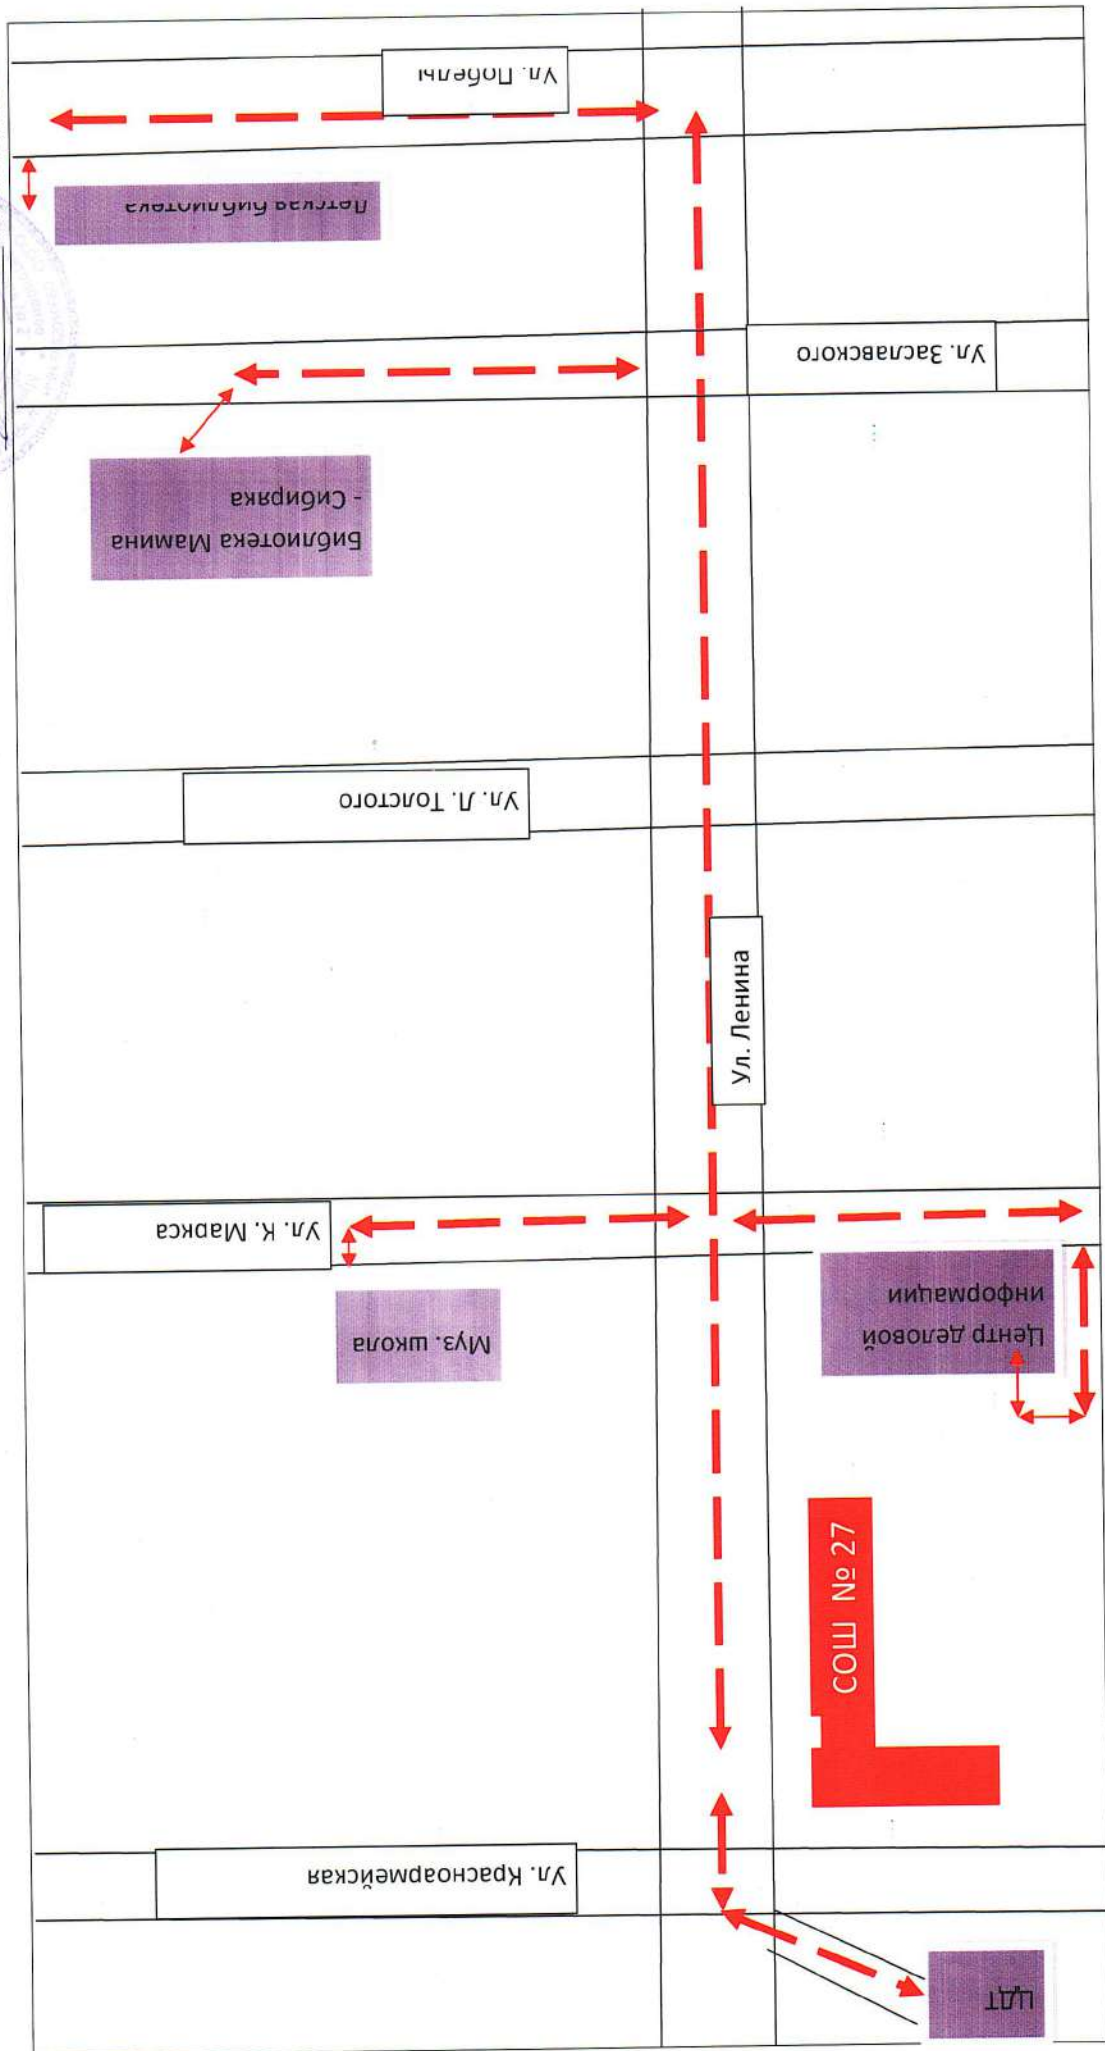 Ул. Победы
Детская библиотека
Ул. Заславского
Библиотека Мамина
- Сибиряка
Ул. Л. Толстого
Ул. Ленина
Ул. К. Маркса
Муз. школа
Центр деловой
информации
СОШ № 27
Ул. Красноармейская
ЦДТ